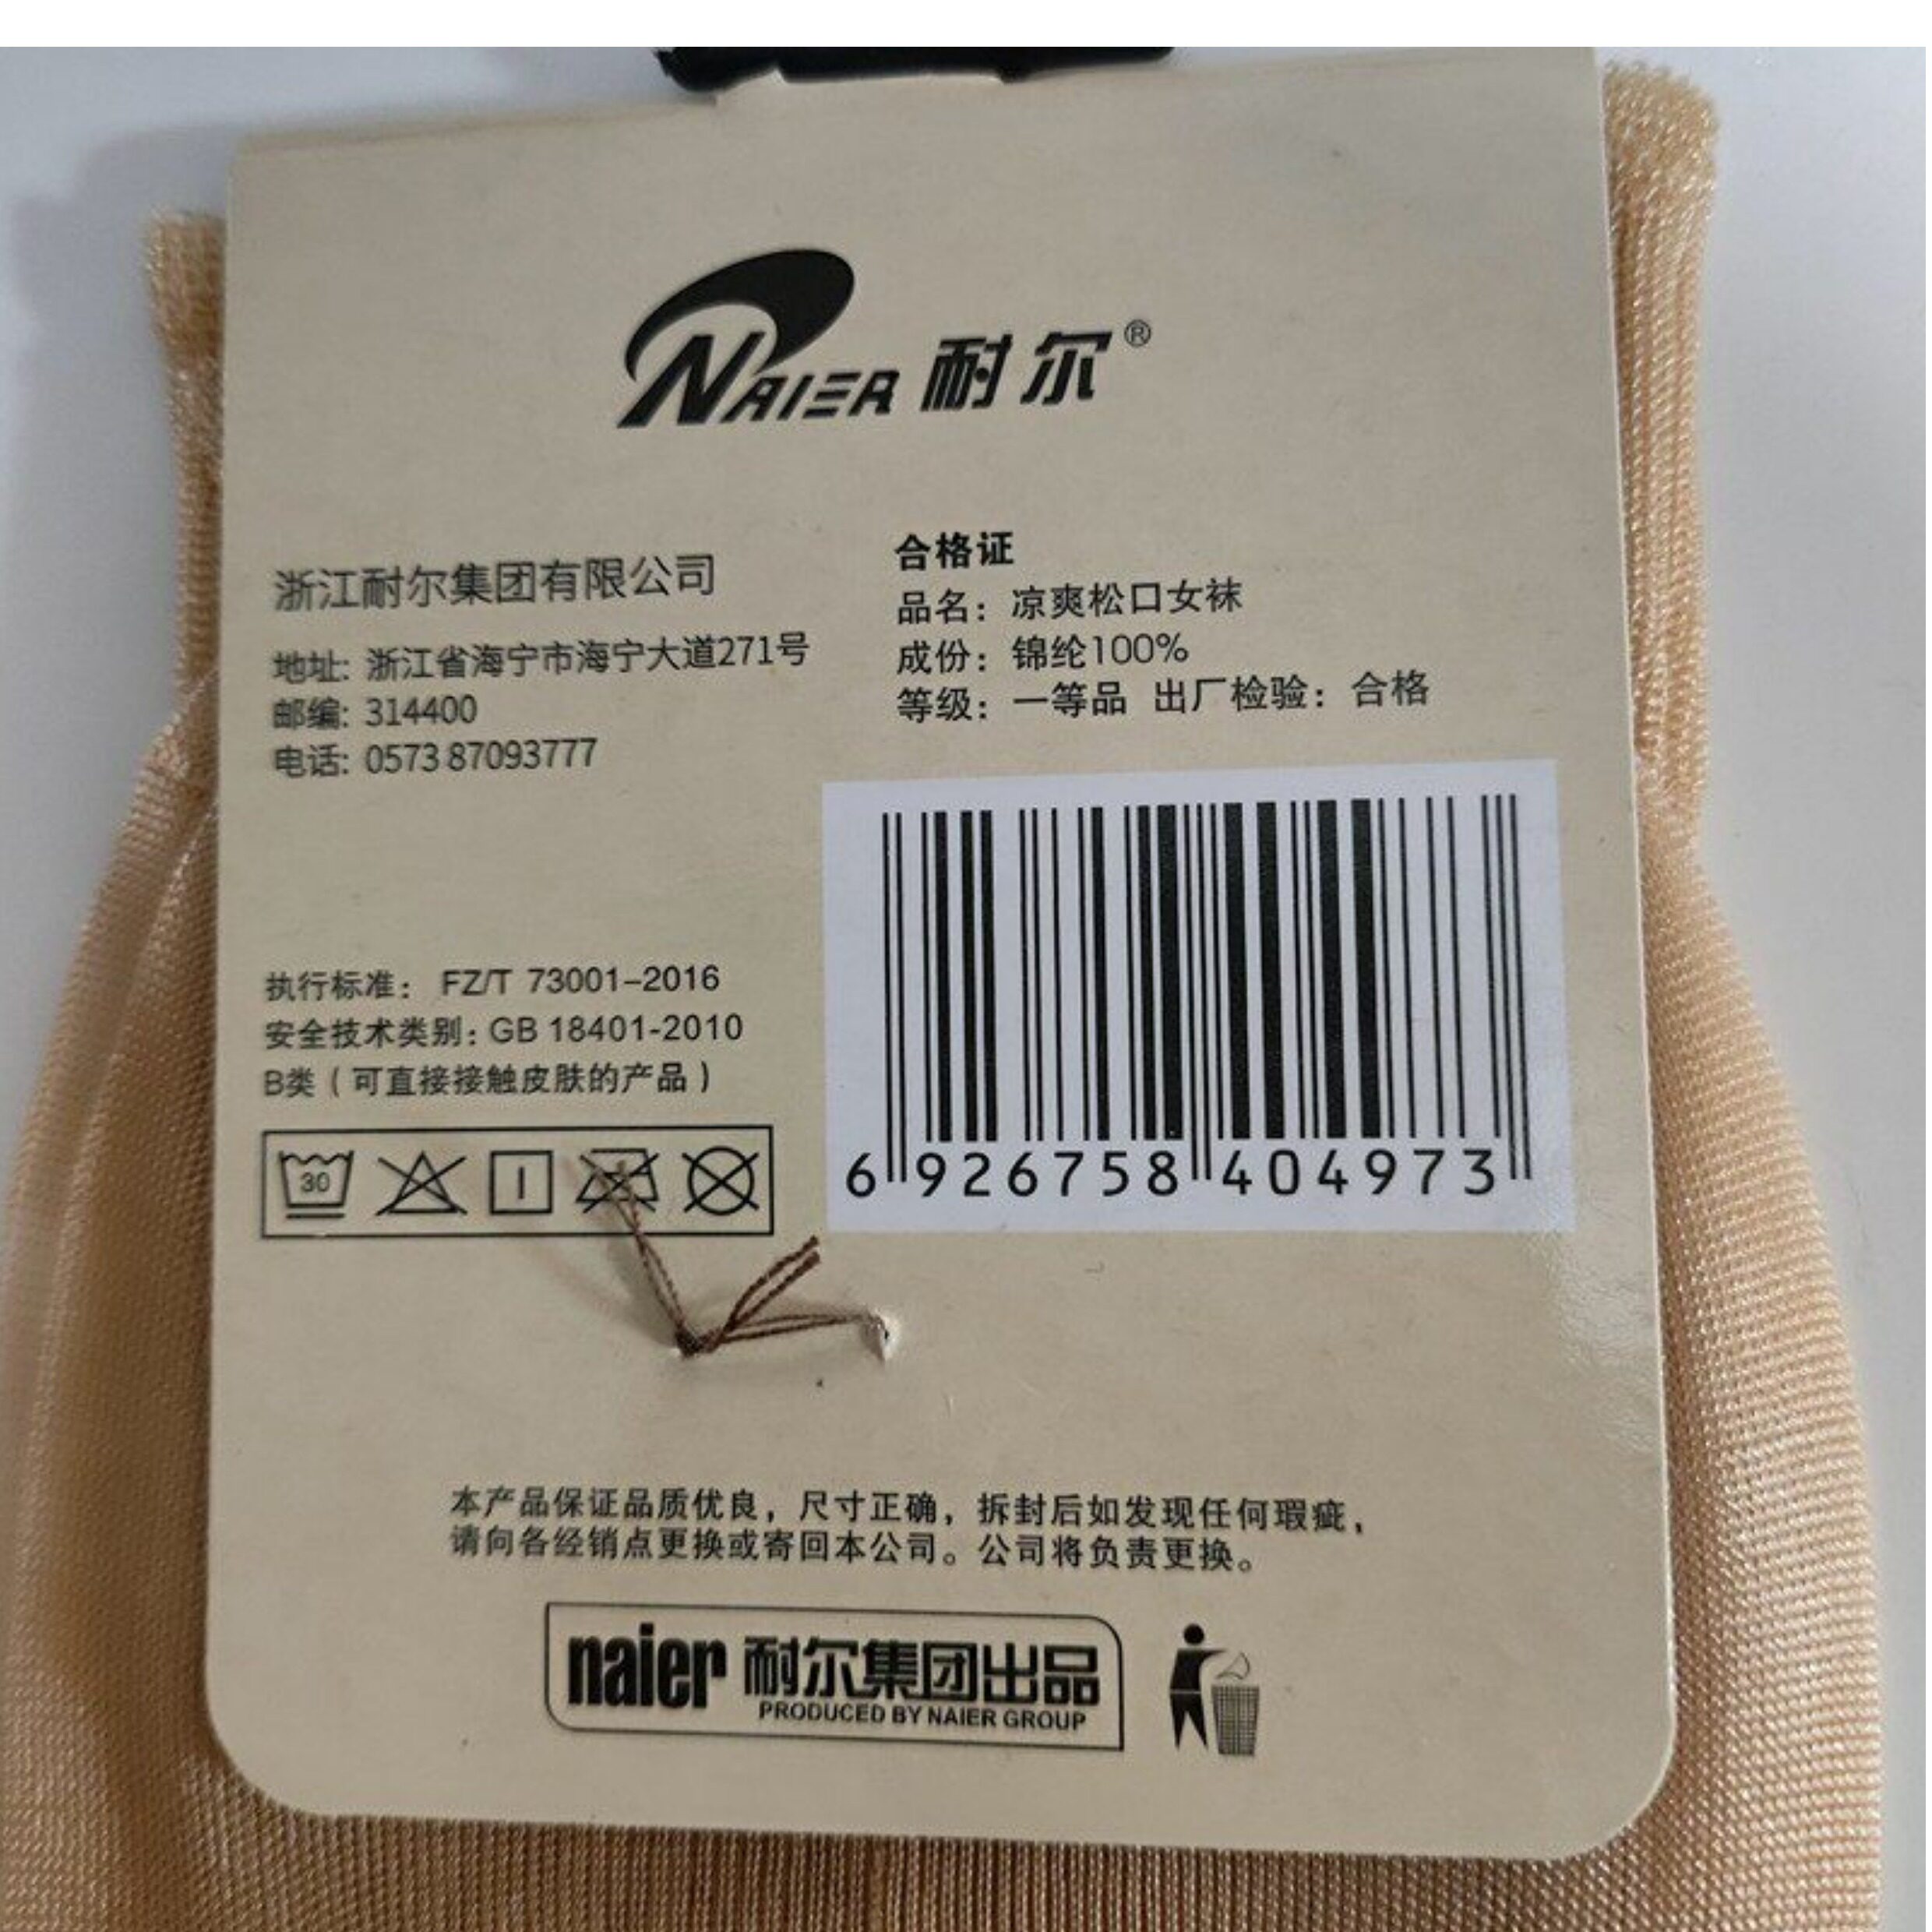 NAIER 耐尔®
浙江耐尔集团有限公司
地址: 浙江省海宁市海宁大道271号
邮编: 314400
电话: 0573 87093777
合格证
品名: 凉爽松口女袜
成份: 锦纶100%
等级: 一等品 出厂检验: 合格
执行标准: FZ/T 73001-2016
安全技术类别: GB 18401-2010
B类 (可直接接触皮肤的产品)
30
6 926758 404973
本产品保证品质优良，尺寸正确，拆封后如发现任何瑕疵，
请向各经销点更换或寄回本公司。公司将负责更换。
naier 耐尔集团出品
PRODUCED BY NAIER GROUP